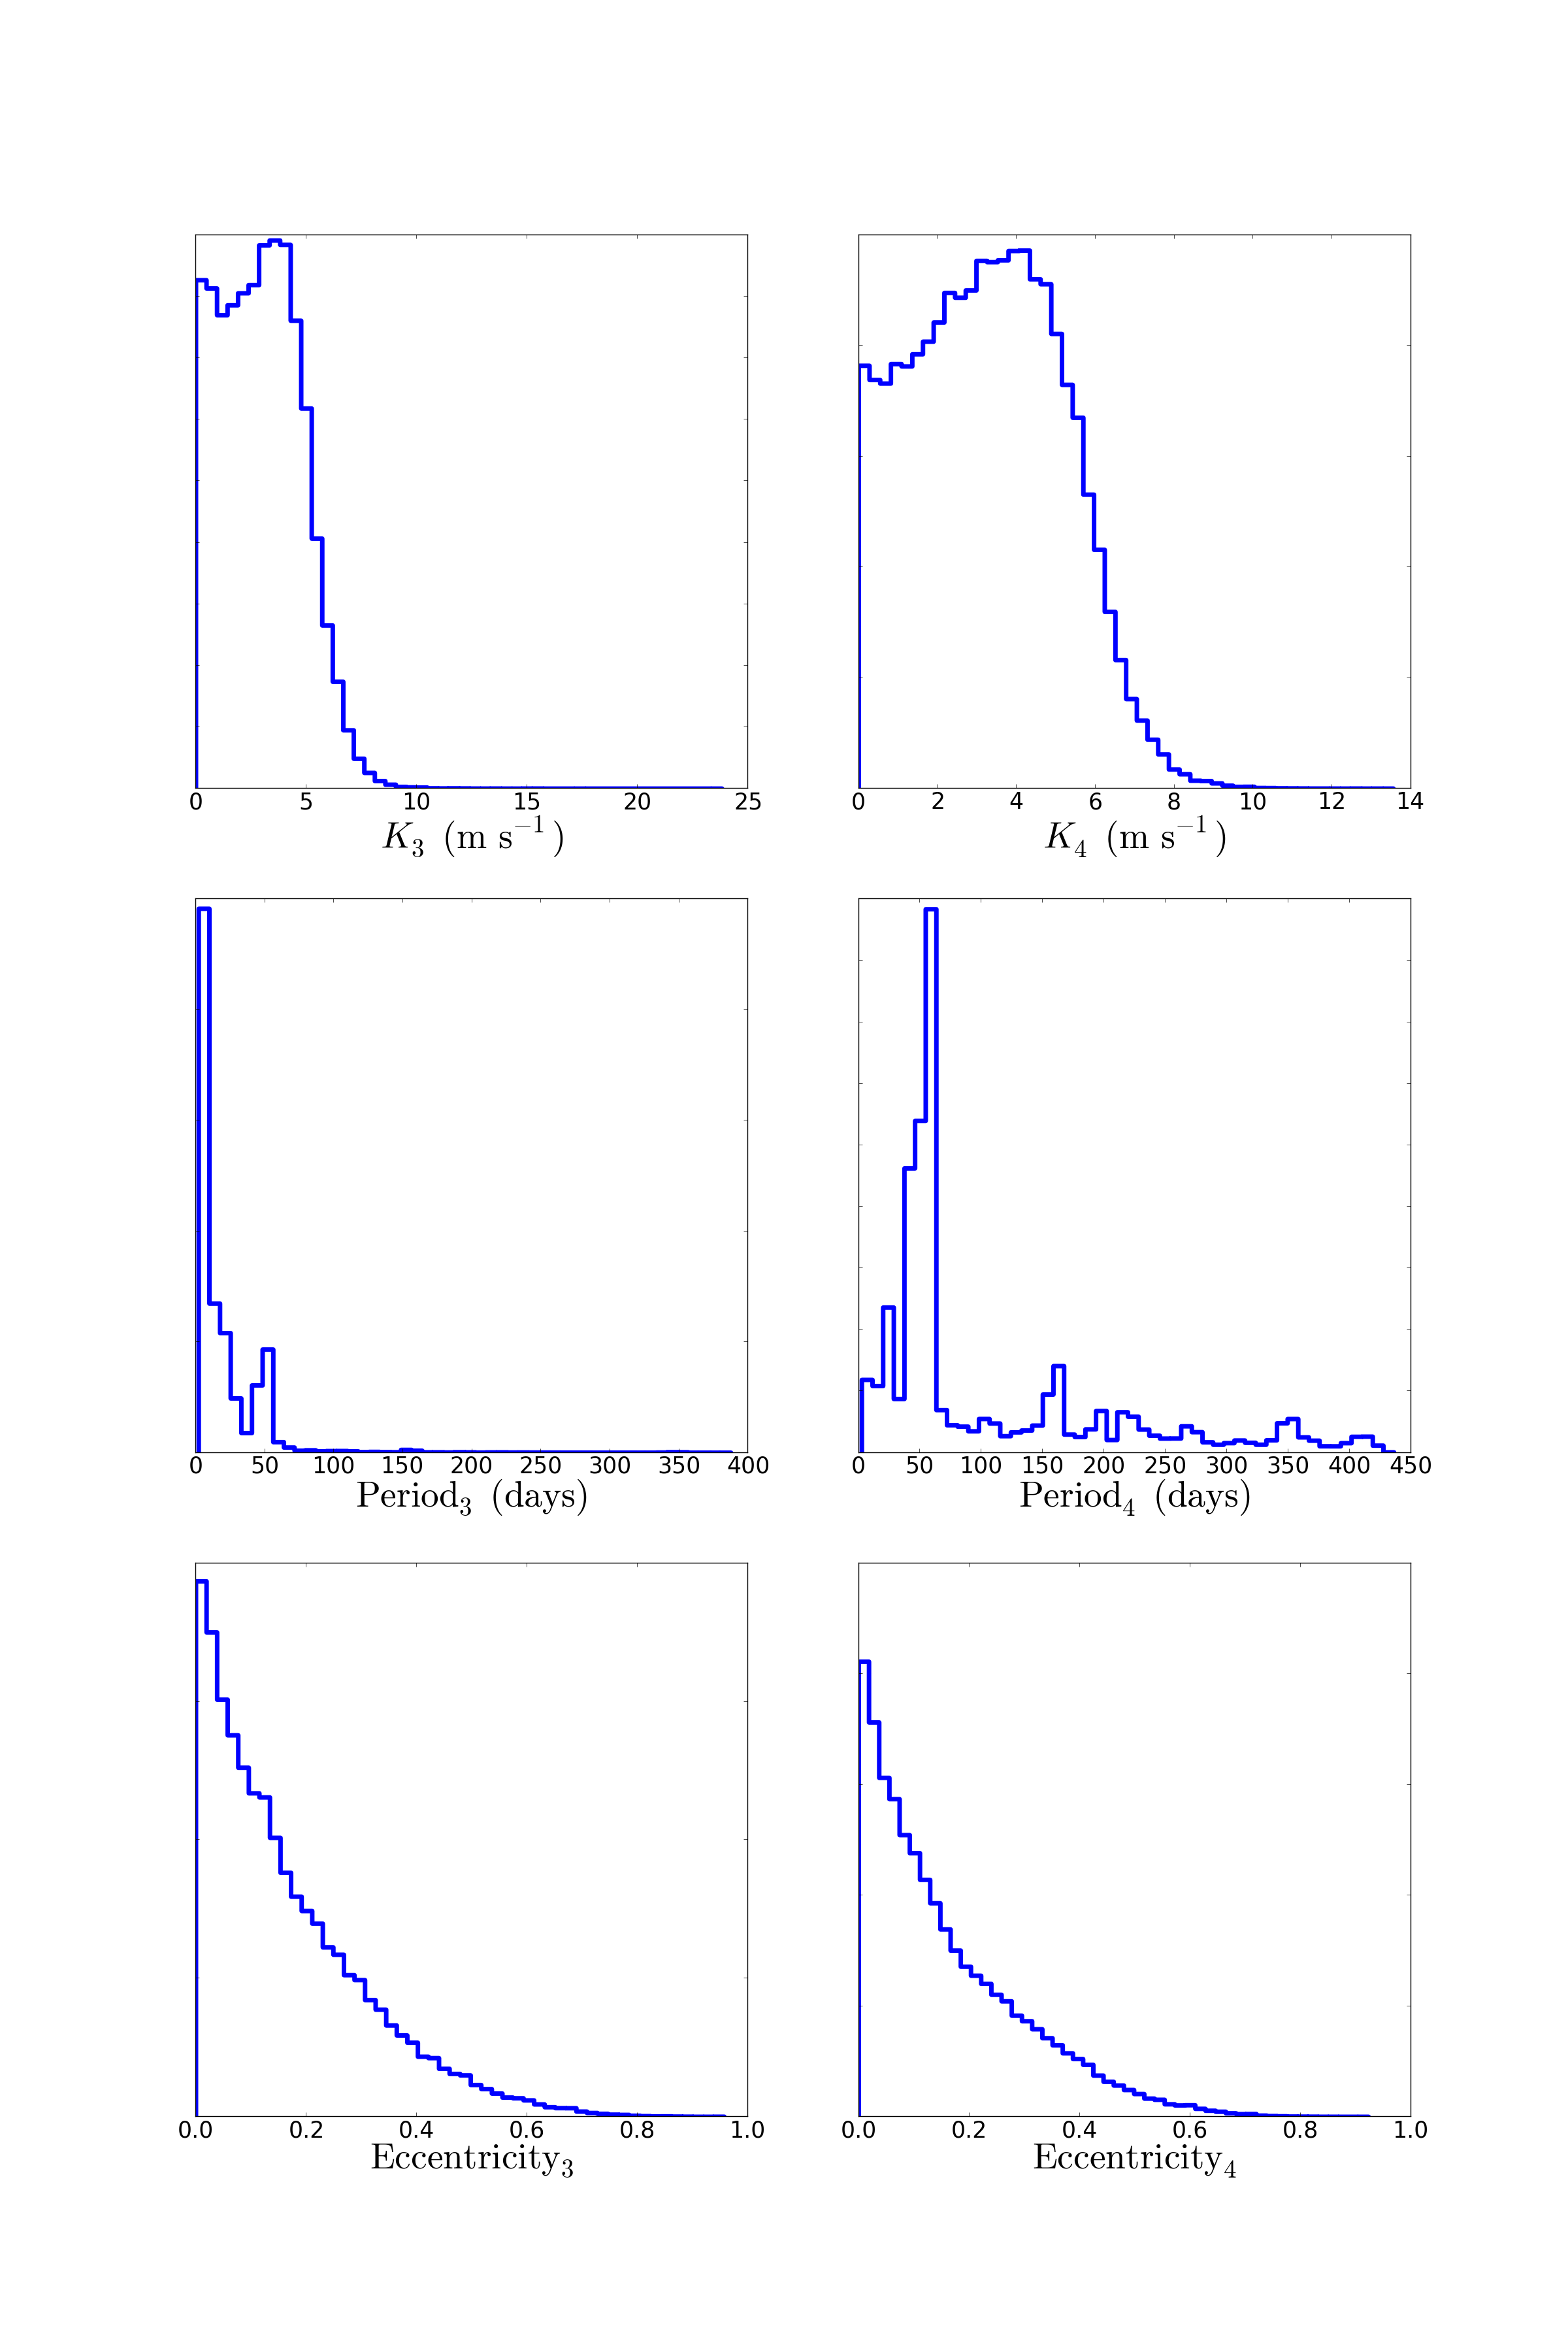 0 5 10 15 20 25 0 2 4 6 8 10 12 14
K₃ (m s⁻¹) K₄ (m s⁻¹)
0 50 100 150 200 250 300 350 400 0 50 100 150 200 250 300 350 400 450
Period₃ (days) Period₄ (days)
0.0 0.2 0.4 0.6 0.8 1.0 0.0 0.2 0.4 0.6 0.8 1.0
Eccentricity₃ Eccentricity₄